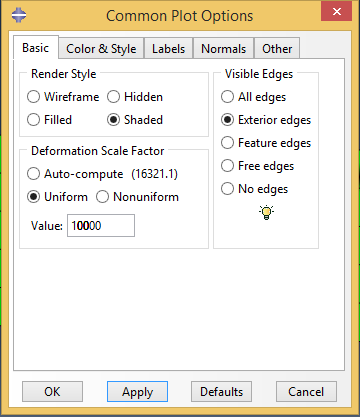 Common Plot Options
Basic Color & Style Labels Normals Other
Render Style
Wireframe Hidden
Filled Shaded
Deformation Scale Factor
Auto-compute (16321.1)
Uniform Nonuniform
Value: 10000
Visible Edges
All edges
Exterior edges
Feature edges
Free edges
No edges
OK Apply Defaults Cancel